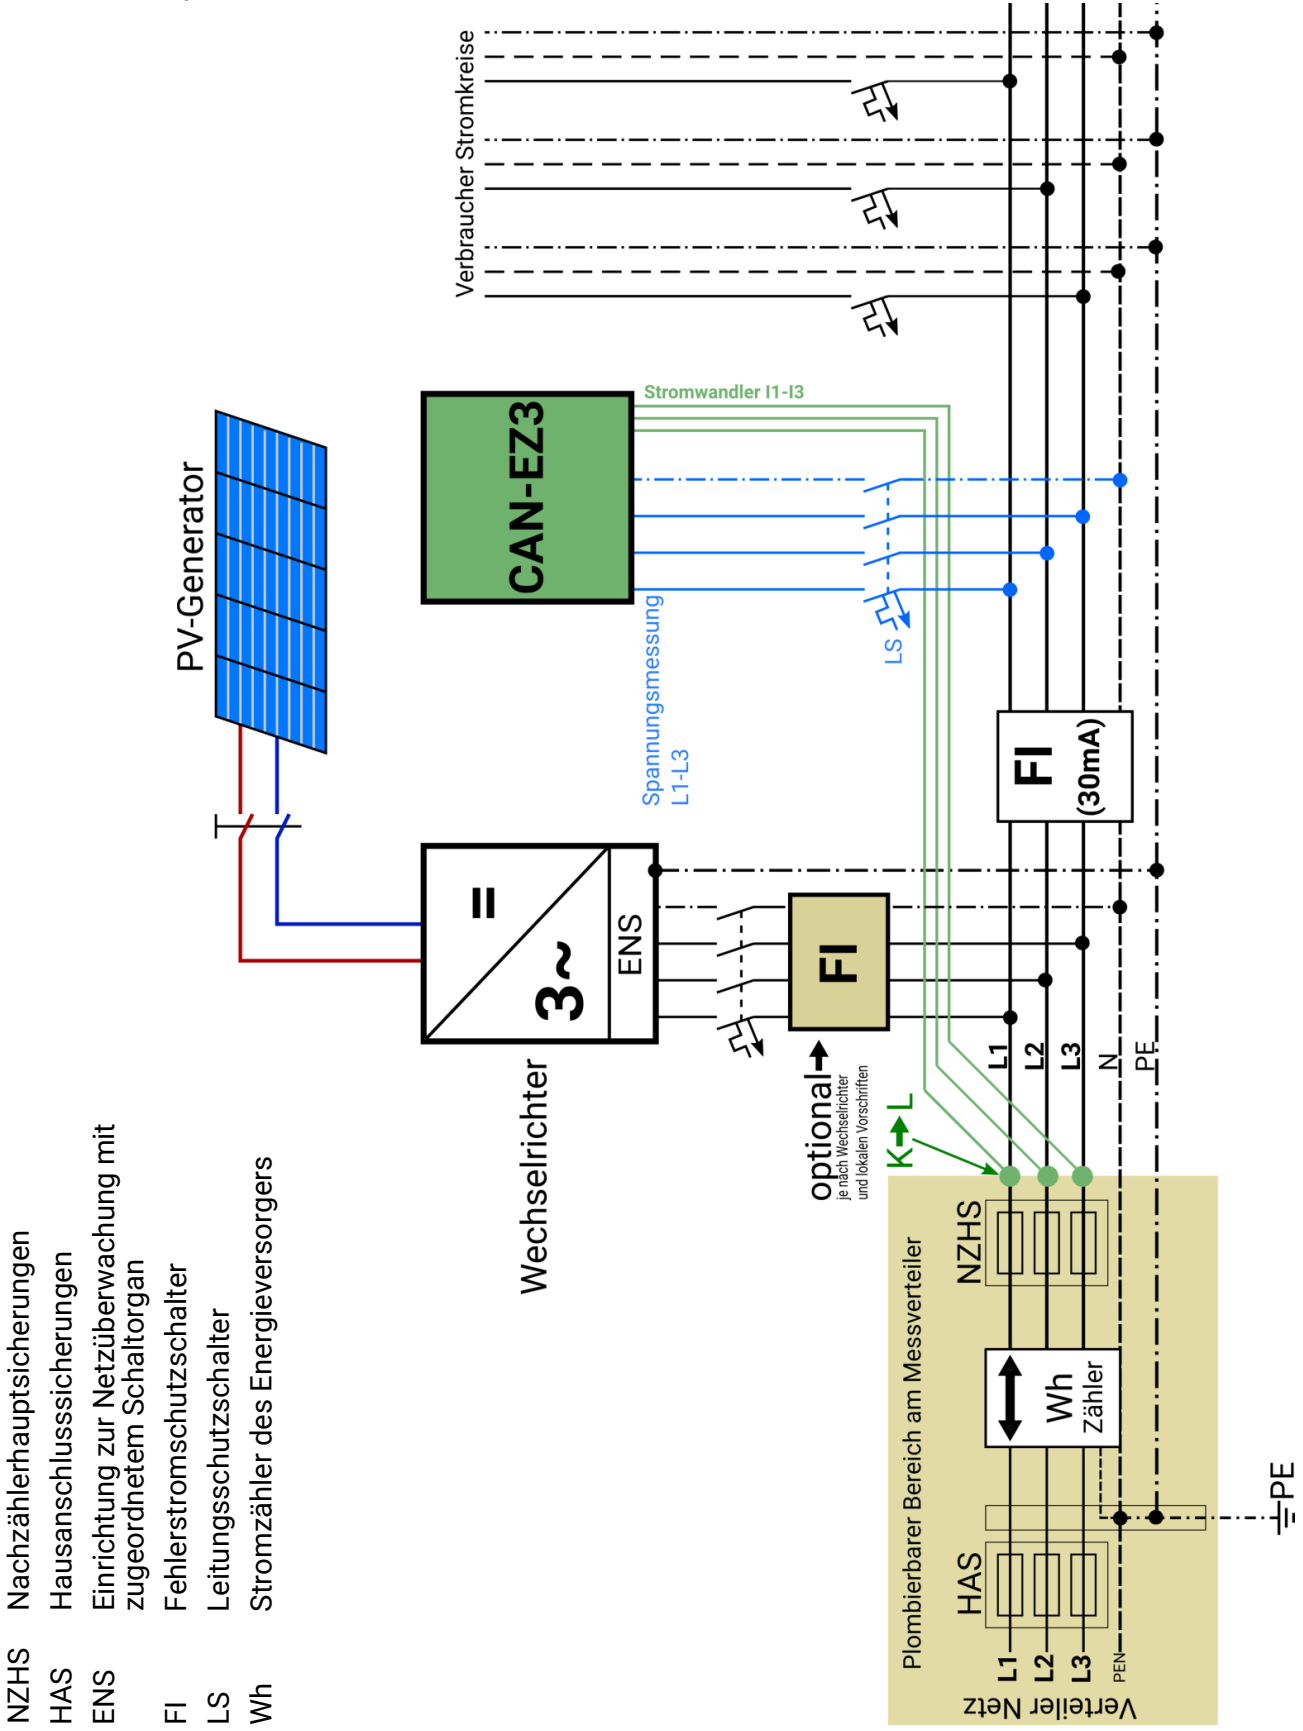 NZHS Nachzählerhauptsicherungen
HAS Hausanschlusssicherungen
ENS Einrichtung zur Netzüberwachung mit
zugeordnetem Schaltorgan
FI Fehlerstromschutzschalter
LS Leitungsschutzschalter
Wh Stromzähler des Energieversorgers
PV-Generator
Wechselrichter
=
3~
ENS
CAN-EZ3
Stromwandler I1-I3
Spannungsmessung
L1-L3
LS
Verbraucher Stromkreise
optional
je nach Wechselrichter
und lokalen Vorschriften
FI
K L
L1
L2
L3
N
PE
FI
(30mA)
Plombierbarer Bereich am Messverteiler
HAS
NZHS
Wh
Zähler
L1
L2
L3
PEN
Verteiler Netz
PE